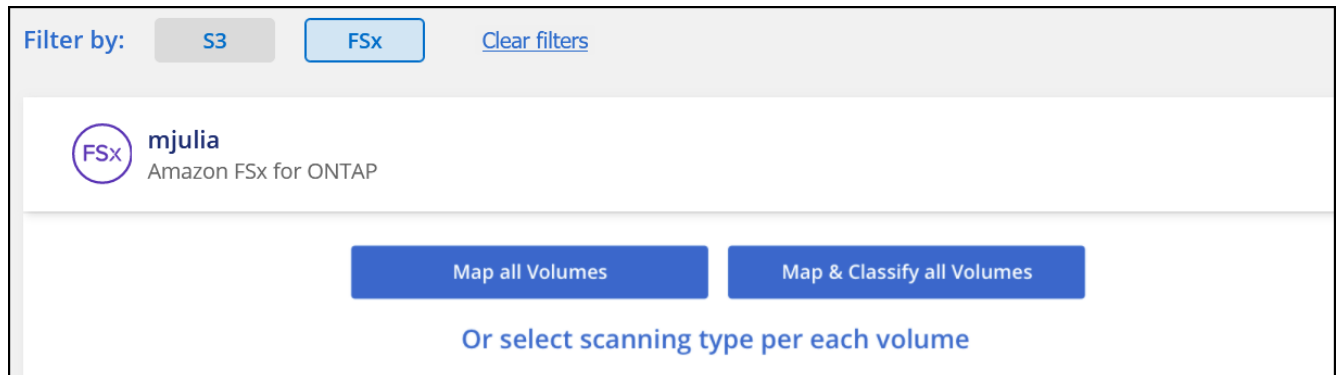 Filter by: S3 FSx Clear filters
FSx
mjulia
Amazon FSx for ONTAP
Map all Volumes Map & Classify all Volumes
Or select scanning type per each volume